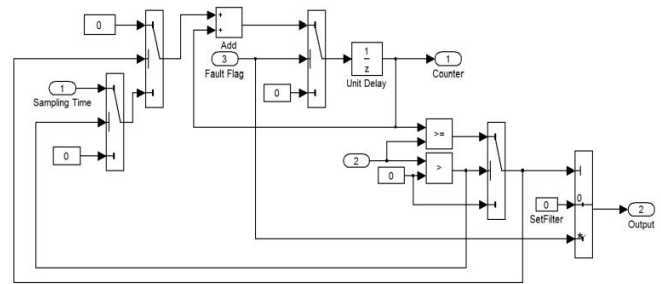 0
+
+
Add
3
Fault Flag
1
z
Unit Delay
1
Counter
1
Sampling Time
0
0
>=
2
>
0
0
SetFilter
0
2
Output